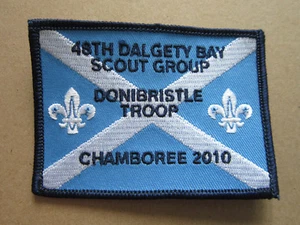 48TH DALGETY BAY
SCOUT GROUP
DONIBRISTLE
TROOP
CHAMBOREE 2010